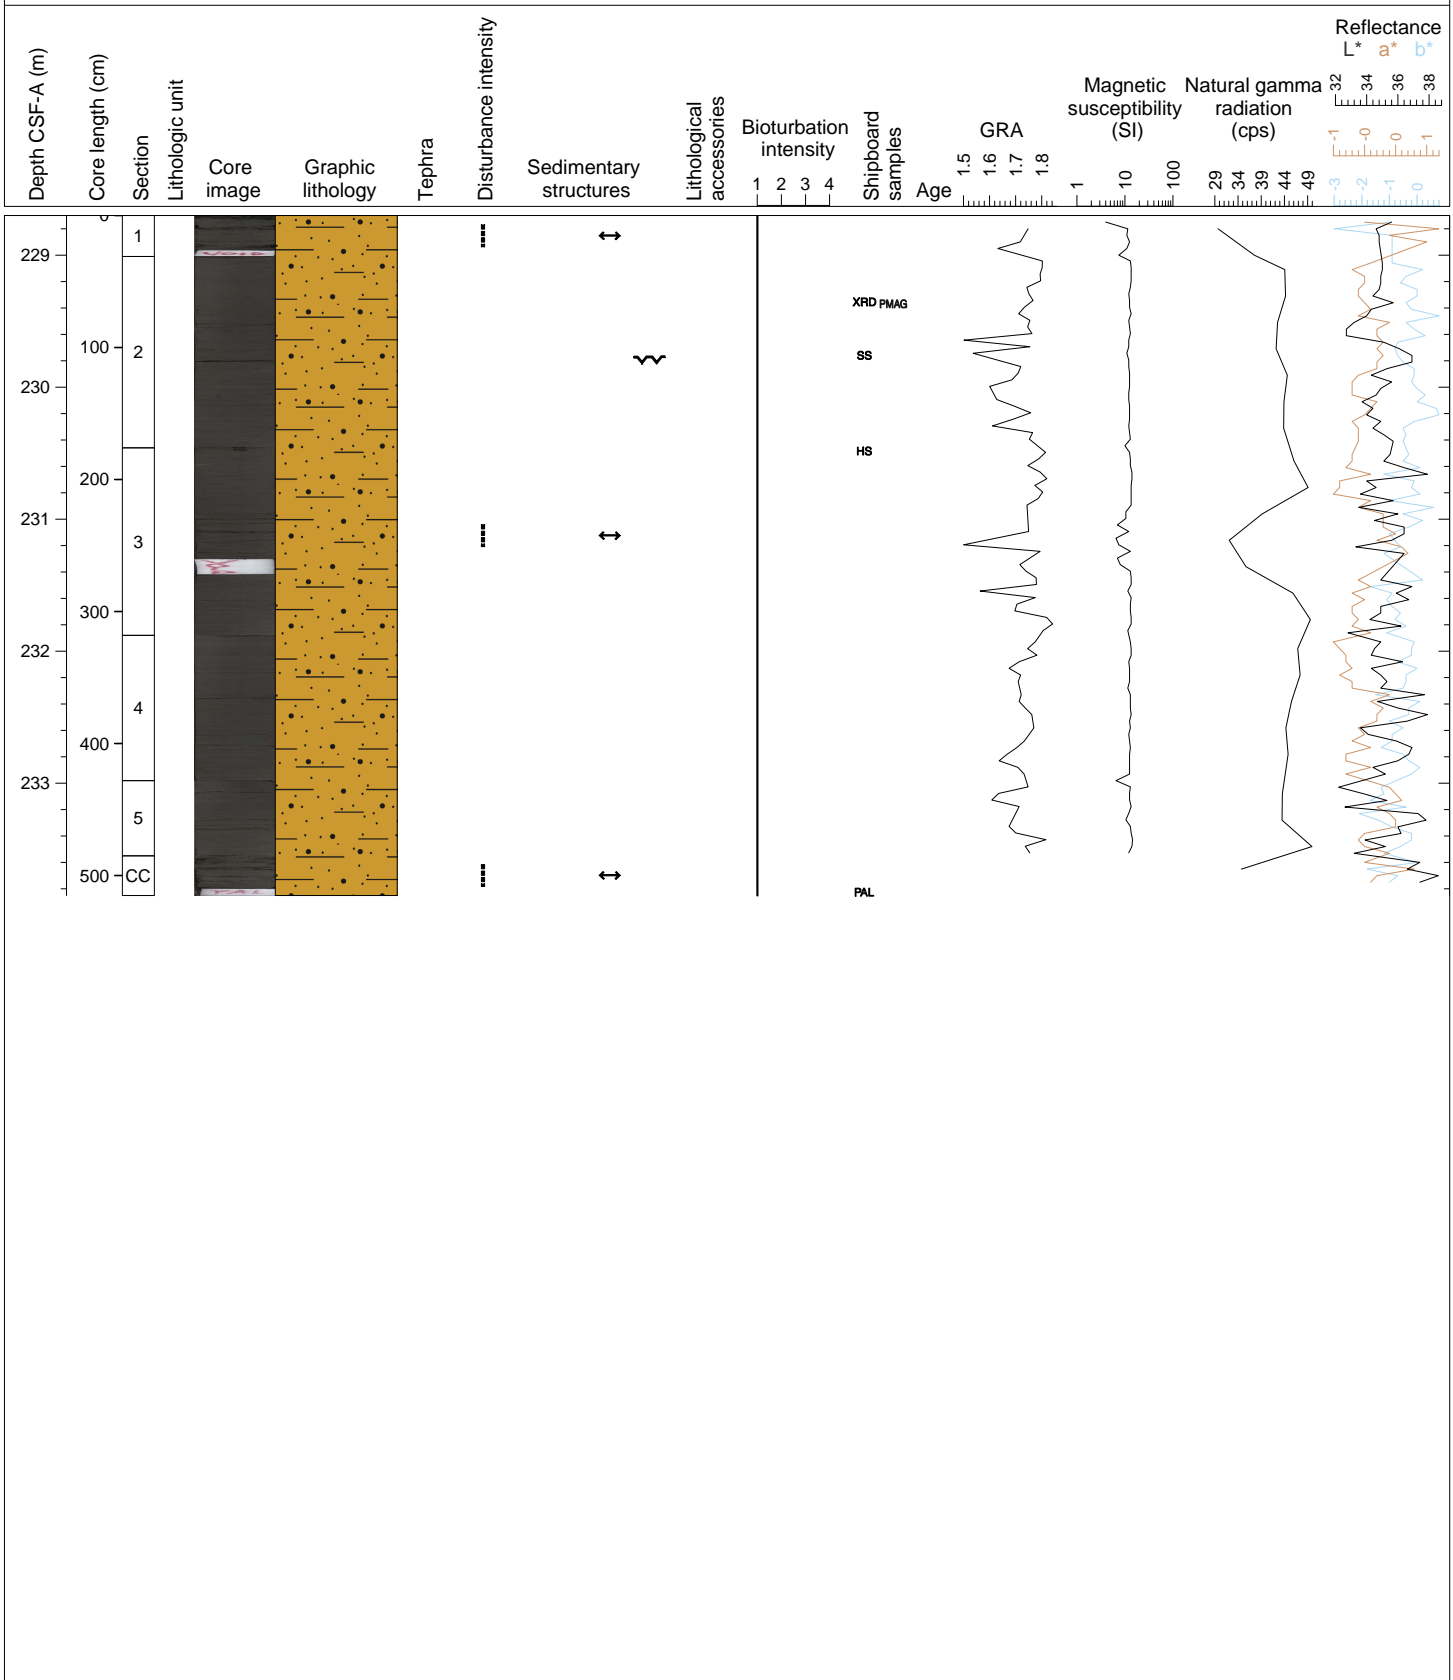 Depth CSF-A (m)
Core length (cm)
Section
Lithologic unit
Core
image
Graphic
lithology
Tephra
Disturbance intensity
Sedimentary
structures
Lithological
accessories
Bioturbation
intensity
1 2 3 4
Shipboard
samples
Age
GRA
1.5 1.6 1.7 1.8
Magnetic
susceptibility
(SI)
1 10 100
Natural gamma
radiation
(cps)
29 34 39 44 49
Reflectance
L* a* b*
32 34 36 38
-1 -0 0 1
-3 -2 -1 0
0
1
VOID
229
XRD PMAG
100
2
SS
230
HS
200
231
3
300
232
4
400
233
5
500
CC
PAL
PAL